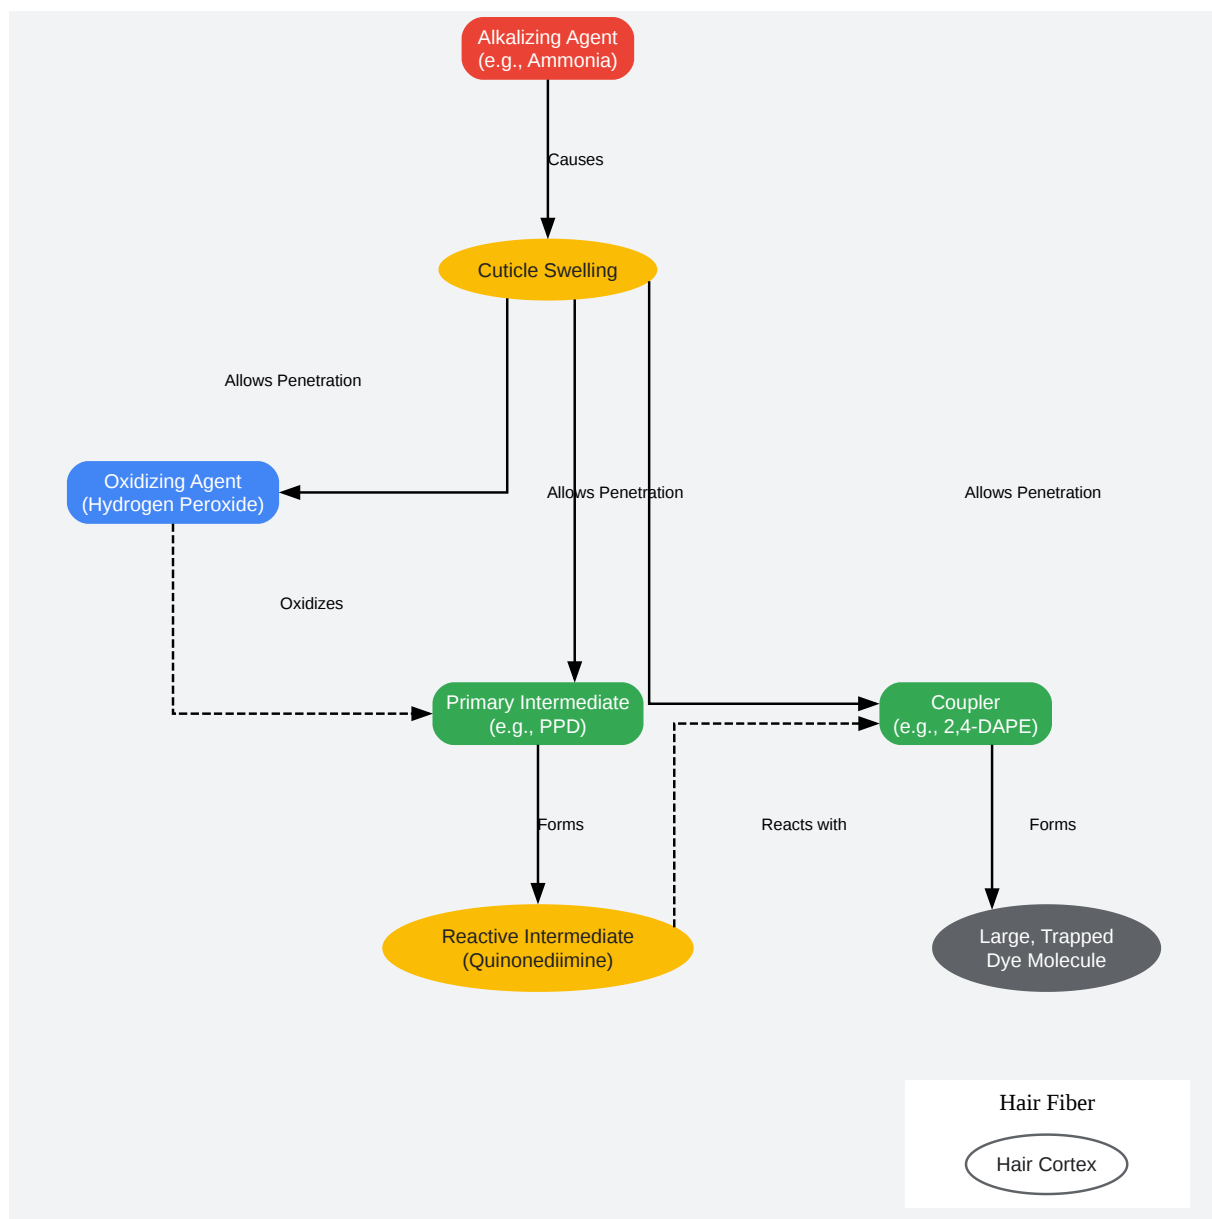 Alkalizing Agent
(e.g., Ammonia)
Causes
Cuticle Swelling
Allows Penetration
Oxidizing Agent
(Hydrogen Peroxide)
Allows Penetration
Allows Penetration
Oxidizes
Primary Intermediate
(e.g., PPD)
Coupler
(e.g., 2,4-DAPE)
Forms
Reacts with
Forms
Reactive Intermediate
(Quinonediimine)
Large, Trapped
Dye Molecule
Hair Fiber
Hair Cortex